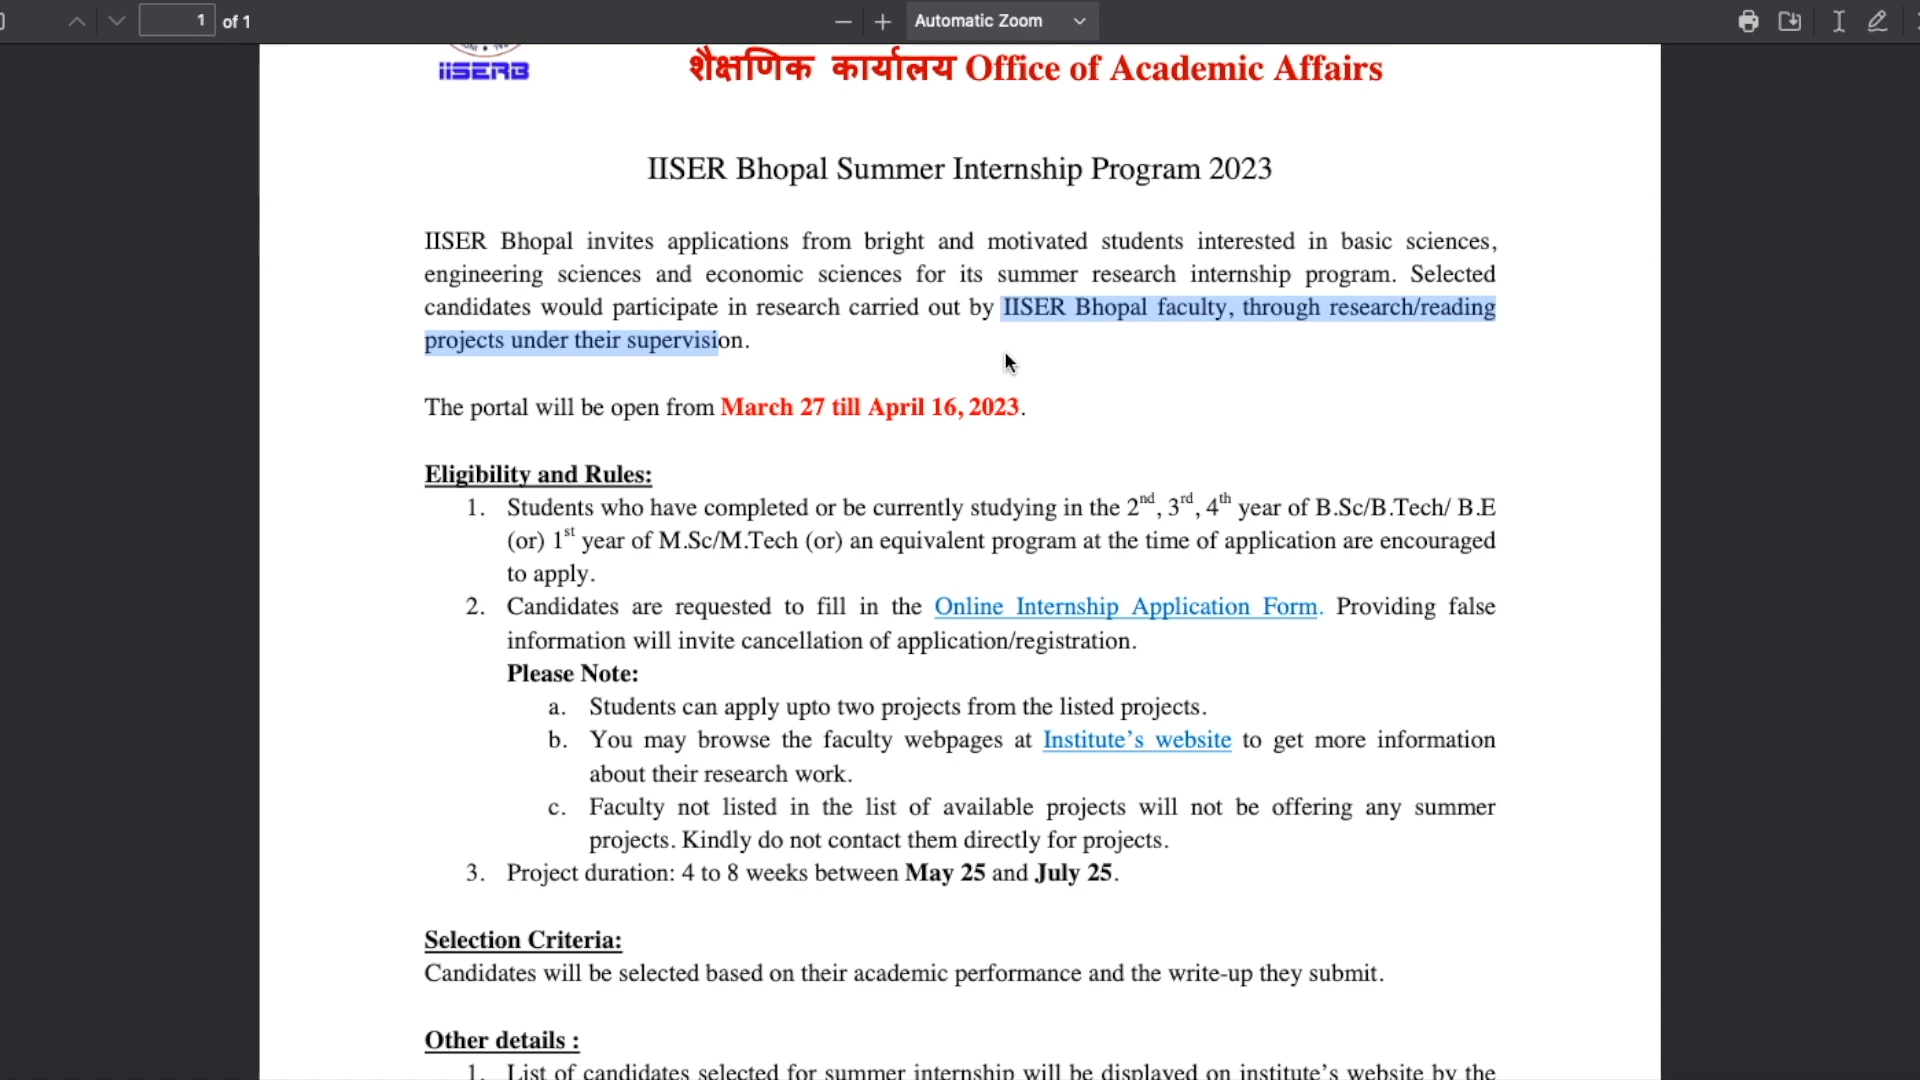 1 of 1 Automatic Zoom
iiSERB
शैक्षणिक कार्यालय Office of Academic Affairs
IISER Bhopal Summer Internship Program 2023
IISER Bhopal invites applications from bright and motivated students interested in basic sciences,
engineering sciences and economic sciences for its summer research internship program. Selected
candidates would participate in research carried out by IISER Bhopal faculty, through research/reading
projects under their supervision.
The portal will be open from March 27 till April 16, 2023.
Eligibility and Rules:
1. Students who have completed or be currently studying in the 2nd, 3rd, 4th year of B.Sc/B.Tech/ B.E
(or) 1st year of M.Sc/M.Tech (or) an equivalent program at the time of application are encouraged
to apply.
2. Candidates are requested to fill in the Online Internship Application Form. Providing false
information will invite cancellation of application/registration.
Please Note:
a. Students can apply upto two projects from the listed projects.
b. You may browse the faculty webpages at Institute’s website to get more information
about their research work.
c. Faculty not listed in the list of available projects will not be offering any summer
projects. Kindly do not contact them directly for projects.
3. Project duration: 4 to 8 weeks between May 25 and July 25.
Selection Criteria:
Candidates will be selected based on their academic performance and the write-up they submit.
Other details :
1. List of candidates selected for summer internship will be displayed on institute’s website by the